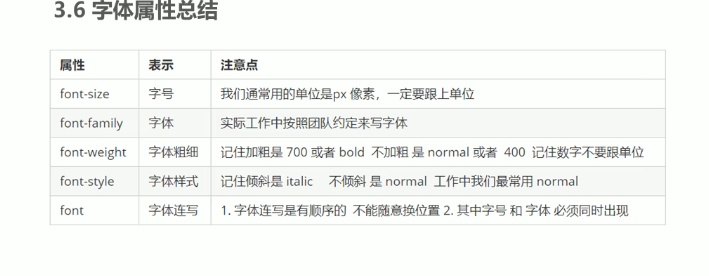 3.6 字体属性总结
属性 表示 注意点
font-size 字号 我们通常用的单位是px 像素，一定要跟上单位
font-family 字体 实际工作中按照团队约定来写字体
font-weight 字体粗细 记住加粗是 700 或者 bold 不加粗 是 normal 或者 400 记住数字不要跟单位
font-style 字体样式 记住倾斜是 italic 不倾斜 是 normal 工作中我们最常用 normal
font 字体连写 1. 字体连写是有顺序的 不能随意换位置 2. 其中字号 和 字体 必须同时出现